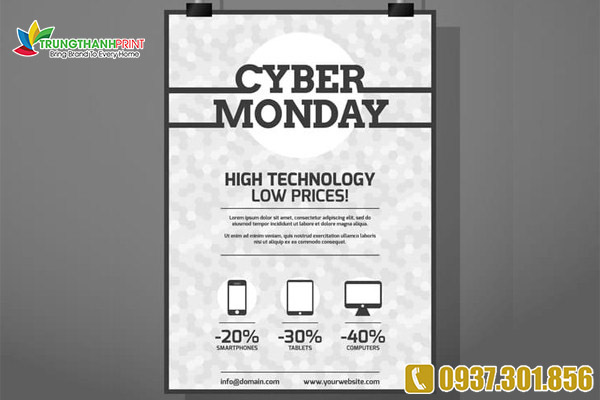 TRUNGTHANHPRINT
Bring Brand To Every Home
CYBER
MONDAY
HIGH TECHNOLOGY
LOW PRICES!
Lorem ipsum dolor sit amet, consectetur adipiscing elit,
sed do eiusmod tempor incididunt ut labore et dolore
magna aliqua.
Ut enim ad minim veniam, quis nostrud exercitation ullamco laboris
nisi ut aliquip ex ea commodo consequat.
-20% -30% -40%
SMARTPHONES TABLETS COMPUTERS
info@domain.com www.yourwebsite.com
0937.301.856